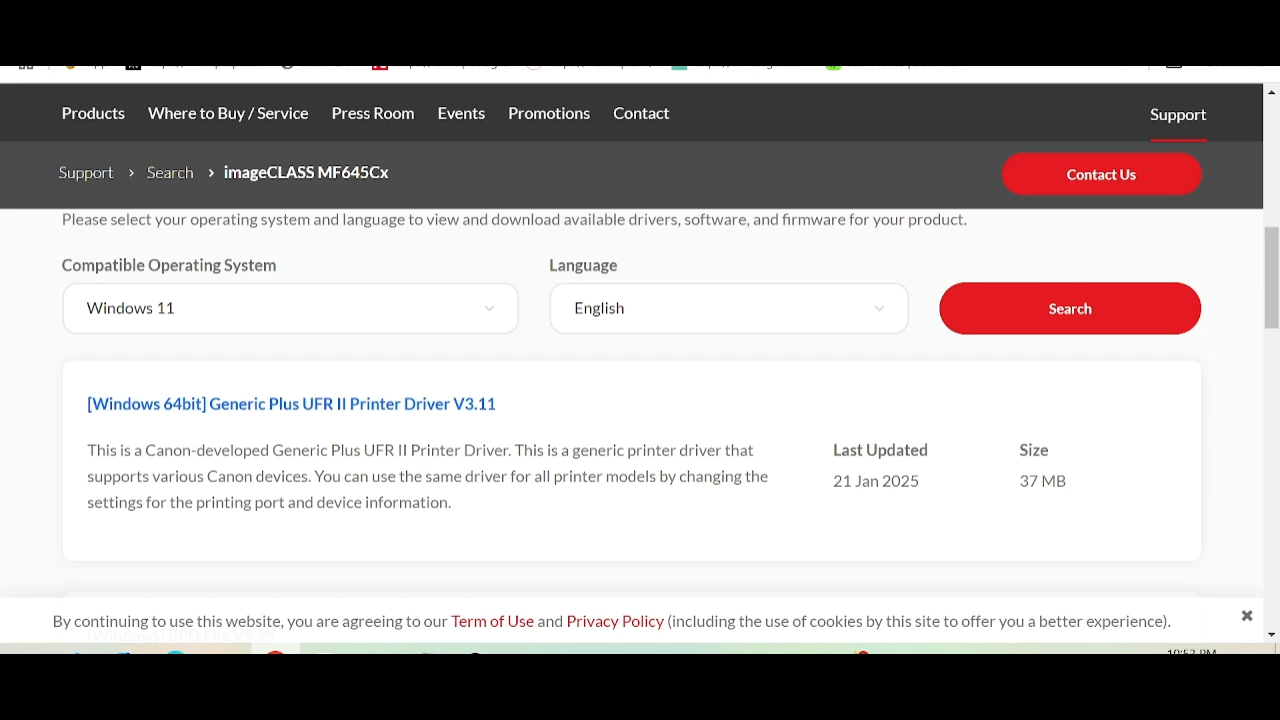 Products Where to Buy / Service Press Room Events Promotions Contact Support
Support › Search › imageCLASS MF645Cx Contact Us
Please select your operating system and language to view and download available drivers, software, and firmware for your product.
Compatible Operating System Language
Windows 11 English Search
[Windows 64bit] Generic Plus UFR II Printer Driver V3.11
This is a Canon-developed Generic Plus UFR II Printer Driver. This is a generic printer driver that
supports various Canon devices. You can use the same driver for all printer models by changing the
settings for the printing port and device information.
Last Updated Size
21 Jan 2025 37 MB
By continuing to use this website, you are agreeing to our Term of Use and Privacy Policy (including the use of cookies by this site to offer you a better experience).